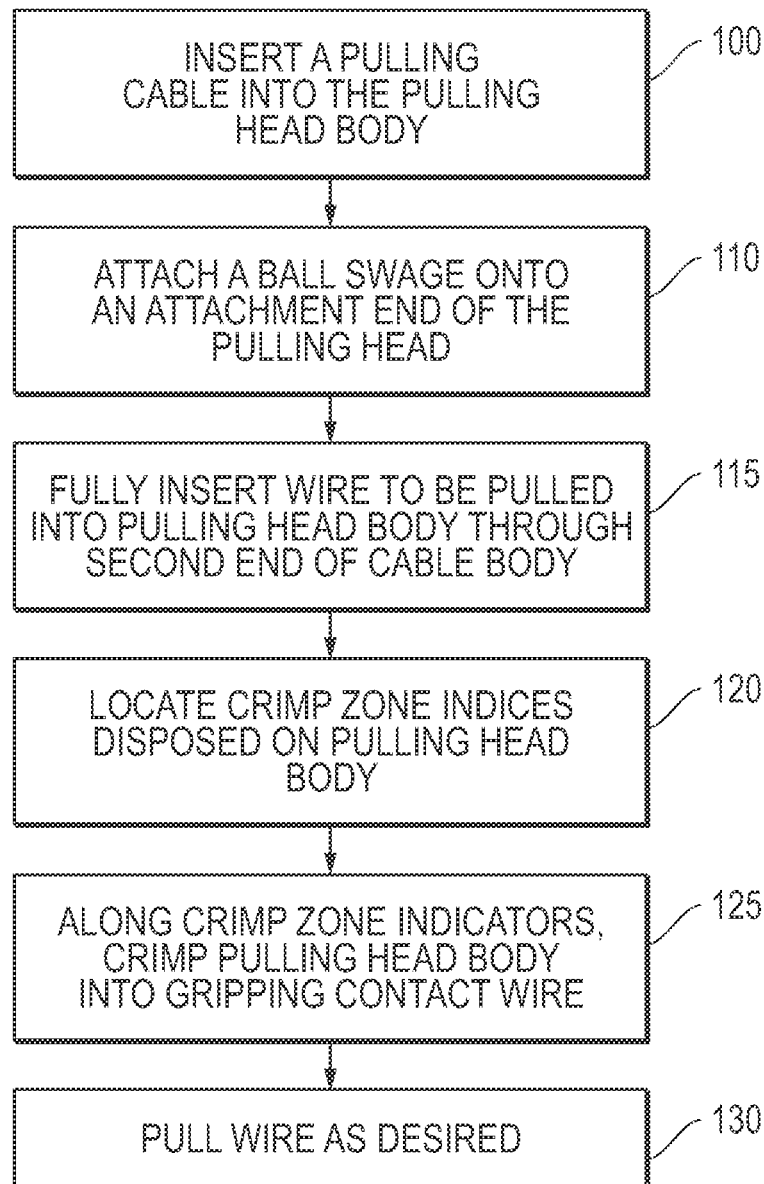 INSERT A PULLING
CABLE INTO THE PULLING
HEAD BODY
100
ATTACH A BALL SWAGE ONTO
AN ATTACHMENT END OF THE
PULLING HEAD
110
FULLY INSERT WIRE TO BE PULLED
INTO PULLING HEAD BODY THROUGH
SECOND END OF CABLE BODY
115
LOCATE CRIMP ZONE INDICES
DISPOSED ON PULLING HEAD
BODY
120
ALONG CRIMP ZONE INDICATORS,
CRIMP PULLING HEAD BODY
INTO GRIPPING CONTACT WIRE
125
PULL WIRE AS DESIRED
130